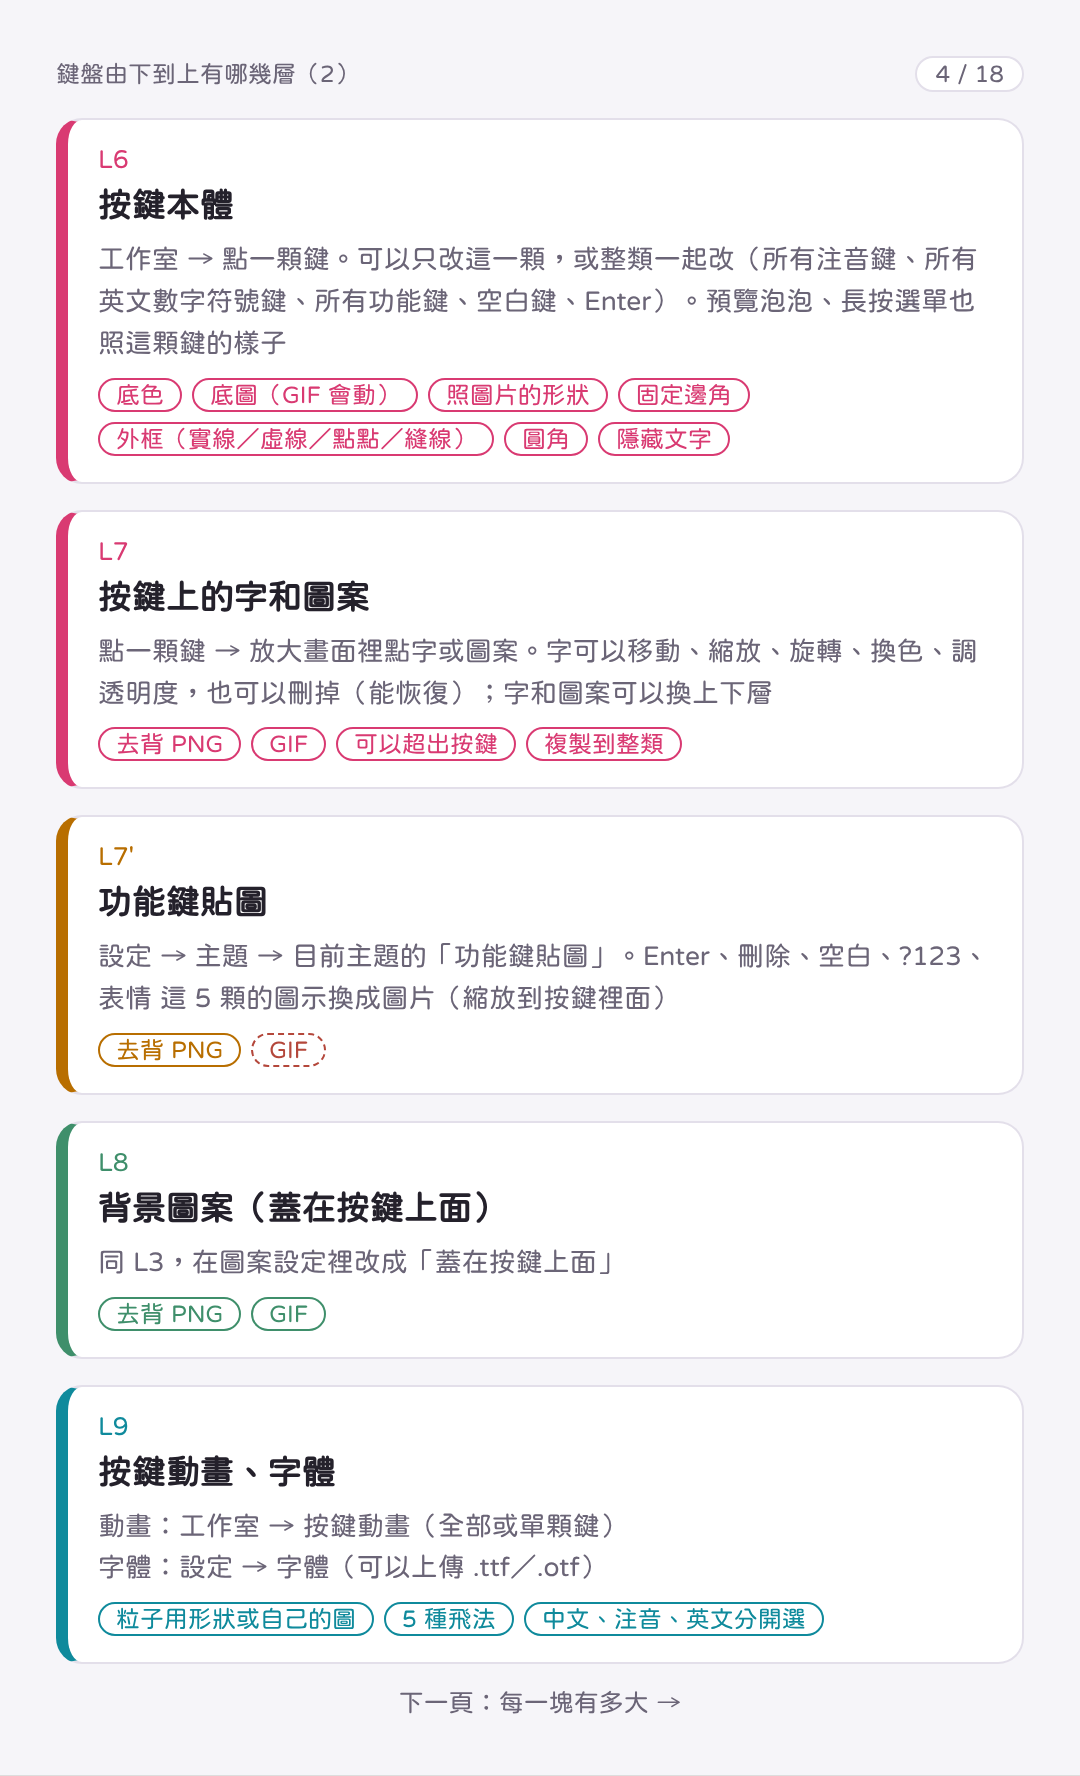 鍵盤由下到上有哪幾層（2）
4 / 18
L6
按鍵本體
工作室 → 點一顆鍵。可以只改這一顆，或整類一起改（所有注音鍵、所有
英文數字符號鍵、所有功能鍵、空白鍵、Enter）。預覽泡泡、長按選單也
照這顆鍵的樣子
底色 底圖（GIF 會動） 照圖片的形狀 固定邊角
外框（實線／虛線／點點／縫線） 圓角 隱藏文字
L7
按鍵上的字和圖案
點一顆鍵 → 放大畫面裡點字或圖案。字可以移動、縮放、旋轉、換色、調
透明度，也可以刪掉（能恢復）；字和圖案可以換上下層
去背 PNG GIF 可以超出按鍵 複製到整類
L7'
功能鍵貼圖
設定 → 主題 → 目前主題的「功能鍵貼圖」。Enter、刪除、空白、?123、
表情 這 5 顆的圖示換成圖片（縮放到按鍵裡面）
去背 PNG GIF
L8
背景圖案（蓋在按鍵上面）
同 L3，在圖案設定裡改成「蓋在按鍵上面」
去背 PNG GIF
L9
按鍵動畫、字體
動畫：工作室 → 按鍵動畫（全部或單顆鍵）
字體：設定 → 字體（可以上傳 .ttf／.otf）
粒子用形狀或自己的圖 5 種飛法 中文、注音、英文分開選
下一頁：每一塊有多大 →